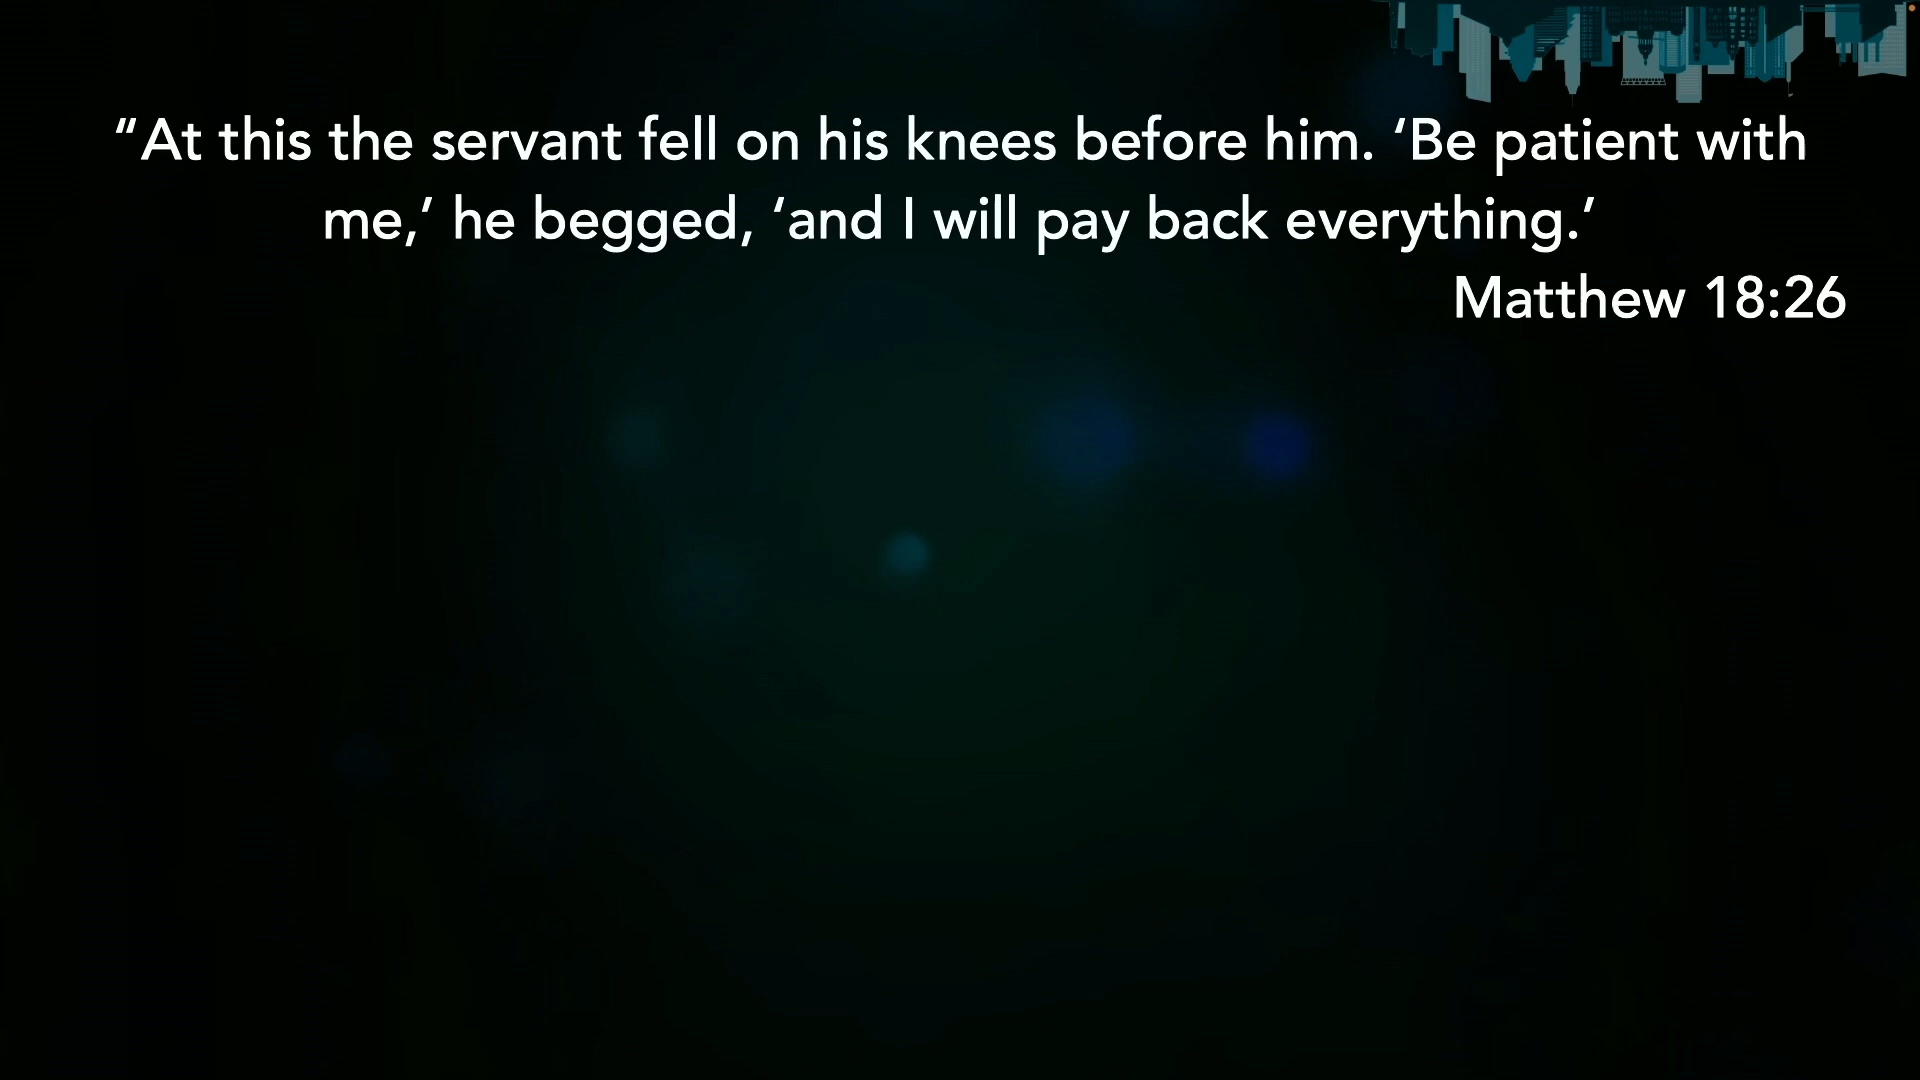 “At this the servant fell on his knees before him. ‘Be patient with
me,’ he begged, ‘and I will pay back everything.’
Matthew 18:26